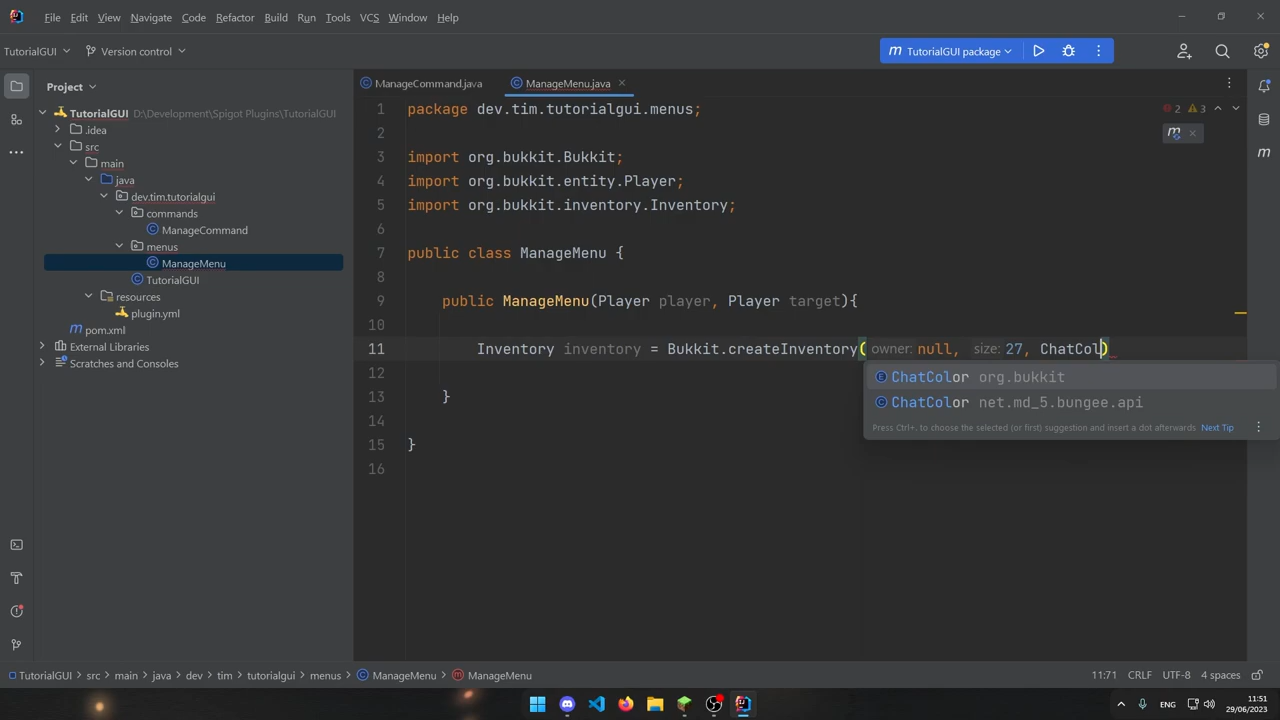 File Edit View Navigate Code Refactor Build Run Tools VCS Window Help
TutorialGUI Version control TutorialGUI package
Project
ManageCommand.java ManageMenu.java
TutorialGUI D:\Development\Spigot Plugins\TutorialGUI
.idea
src
main
java
dev.tim.tutorialgui
commands
ManageCommand
menus
ManageMenu
TutorialGUI
resources
plugin.yml
pom.xml
External Libraries
Scratches and Consoles
2 3
1 package dev.tim.tutorialgui.menus;
2
3 import org.bukkit.Bukkit;
4 import org.bukkit.entity.Player;
5 import org.bukkit.inventory.Inventory;
6
7 public class ManageMenu {
8
9 public ManageMenu(Player player, Player target){
10
11 Inventory inventory = Bukkit.createInventory( owner: null, size: 27, ChatCol)
12
13 }
14
15 }
16
ChatColor org.bukkit
ChatColor net.md_5.bungee.api
Press Ctrl+. to choose the selected (or first) suggestion and insert a dot afterwards Next Tip
TutorialGUI > src > main > java > dev > tim > tutorialgui > menus > ManageMenu > ManageMenu
11:71 CRLF UTF-8 4 spaces
ENG
11:51
29/06/2023